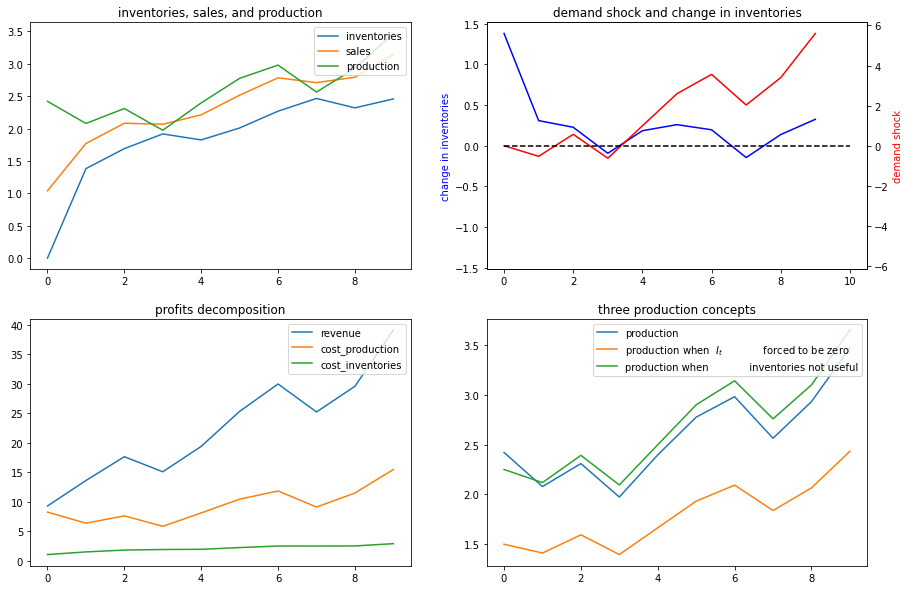 inventories, sales, and production
inventories
sales
production
3.5
3.0
2.5
2.0
1.5
1.0
0.5
0.0
0 2 4 6 8
demand shock and change in inventories
change in inventories
1.5
1.0
0.5
0.0
−0.5
−1.0
−1.5
6
4
2
0
−2
−4
−6
demand shock
0 2 4 6 8 10
profits decomposition
revenue
cost_production
cost_inventories
40
35
30
25
20
15
10
5
0
0 2 4 6 8
three production concepts
production
production when I_t forced to be zero
production when inventories not useful
3.5
3.0
2.5
2.0
1.5
0 2 4 6 8